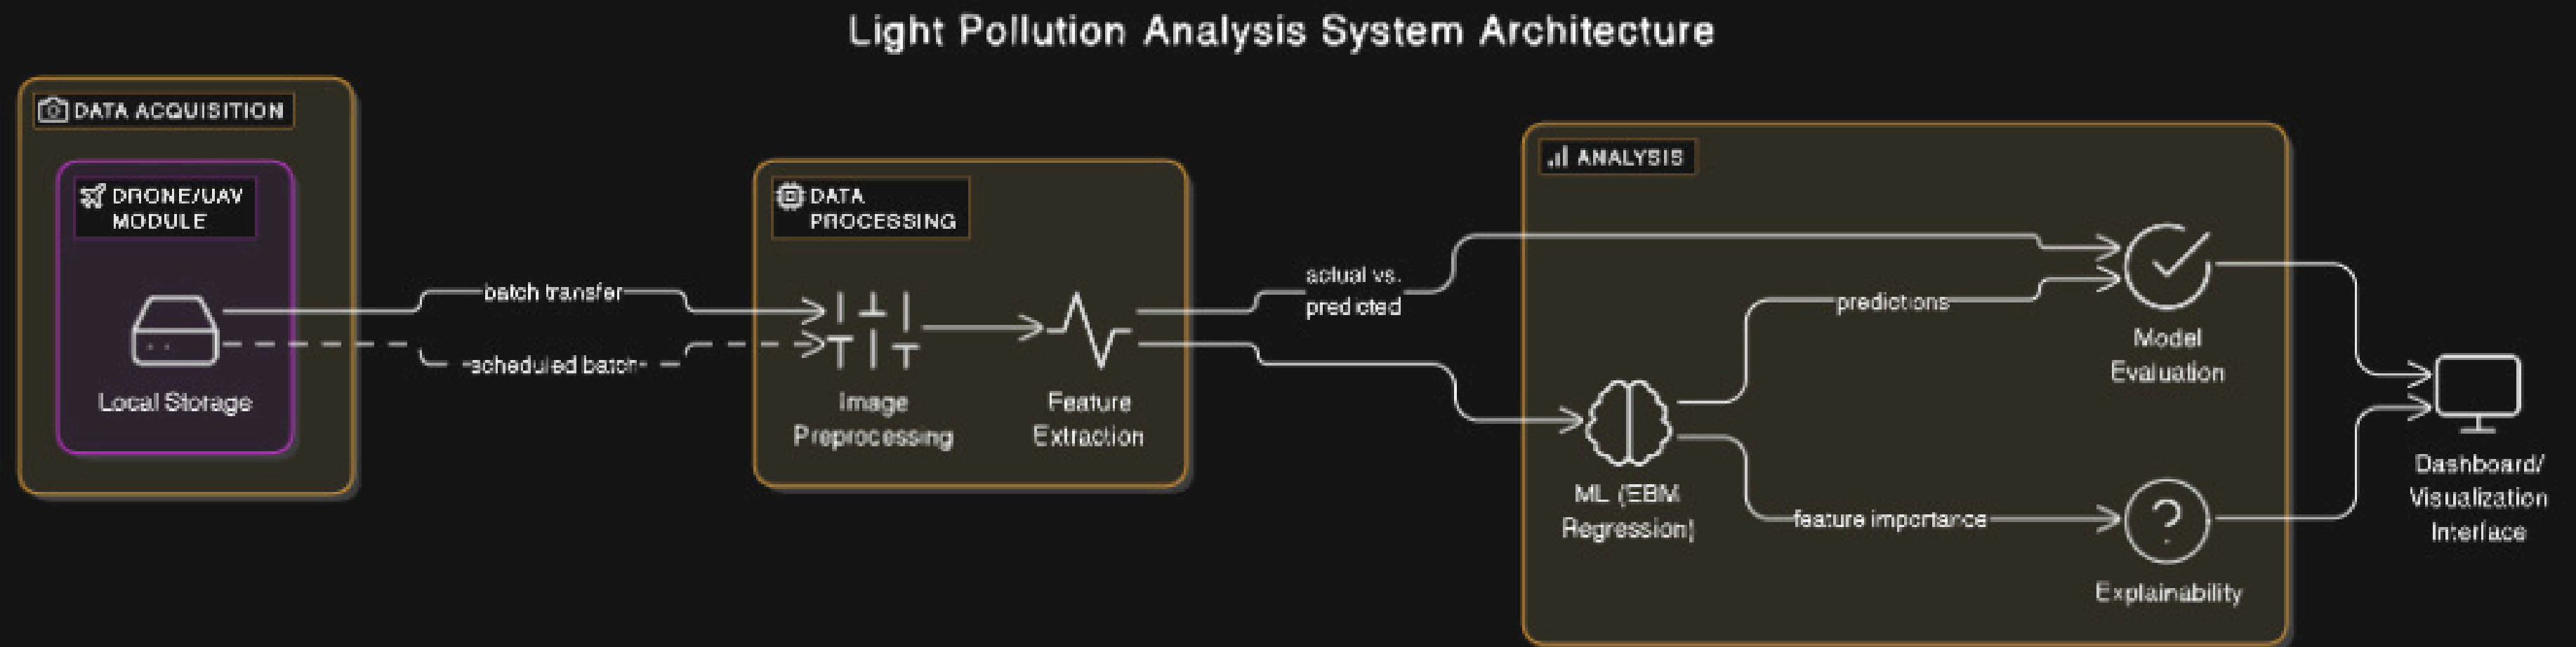 Light Pollution Analysis System Architecture
DATA ACQUISITION
DRONE/UAV
MODULE
Local Storage
batch transfer
scheduled batch
DATA
PROCESSING
Image
Preprocessing
Feature
Extraction
actual vs.
predicted
ANALYSIS
ML (EBM
Regression)
predictions
feature importance
Model
Evaluation
Explainability
Dashboard/
Visualization
Interface